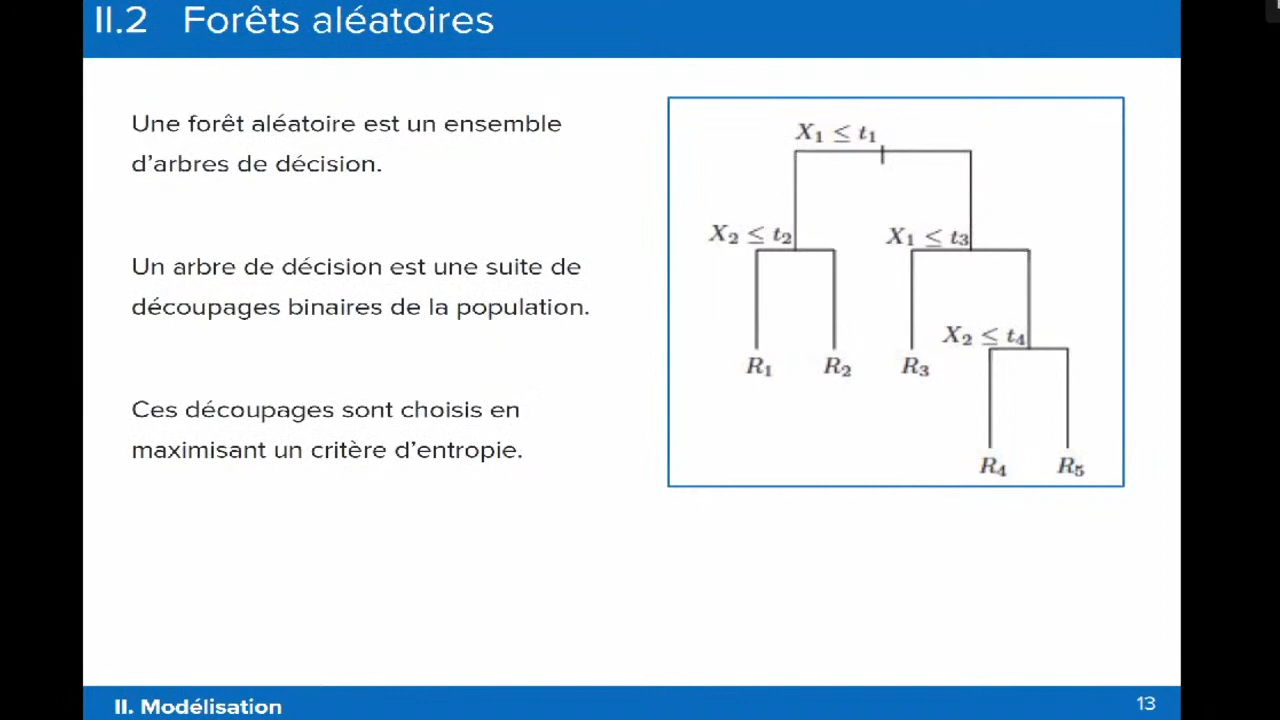 II.2 Forêts aléatoires
Une forêt aléatoire est un ensemble
d’arbres de décision.
Un arbre de décision est une suite de
découpages binaires de la population.
Ces découpages sont choisis en
maximisant un critère d’entropie.
X₁ ≤ t₁
X₂ ≤ t₂
X₁ ≤ t₃
X₂ ≤ t₄
R₁
R₂
R₃
R₄
R₅
II. Modélisation
13